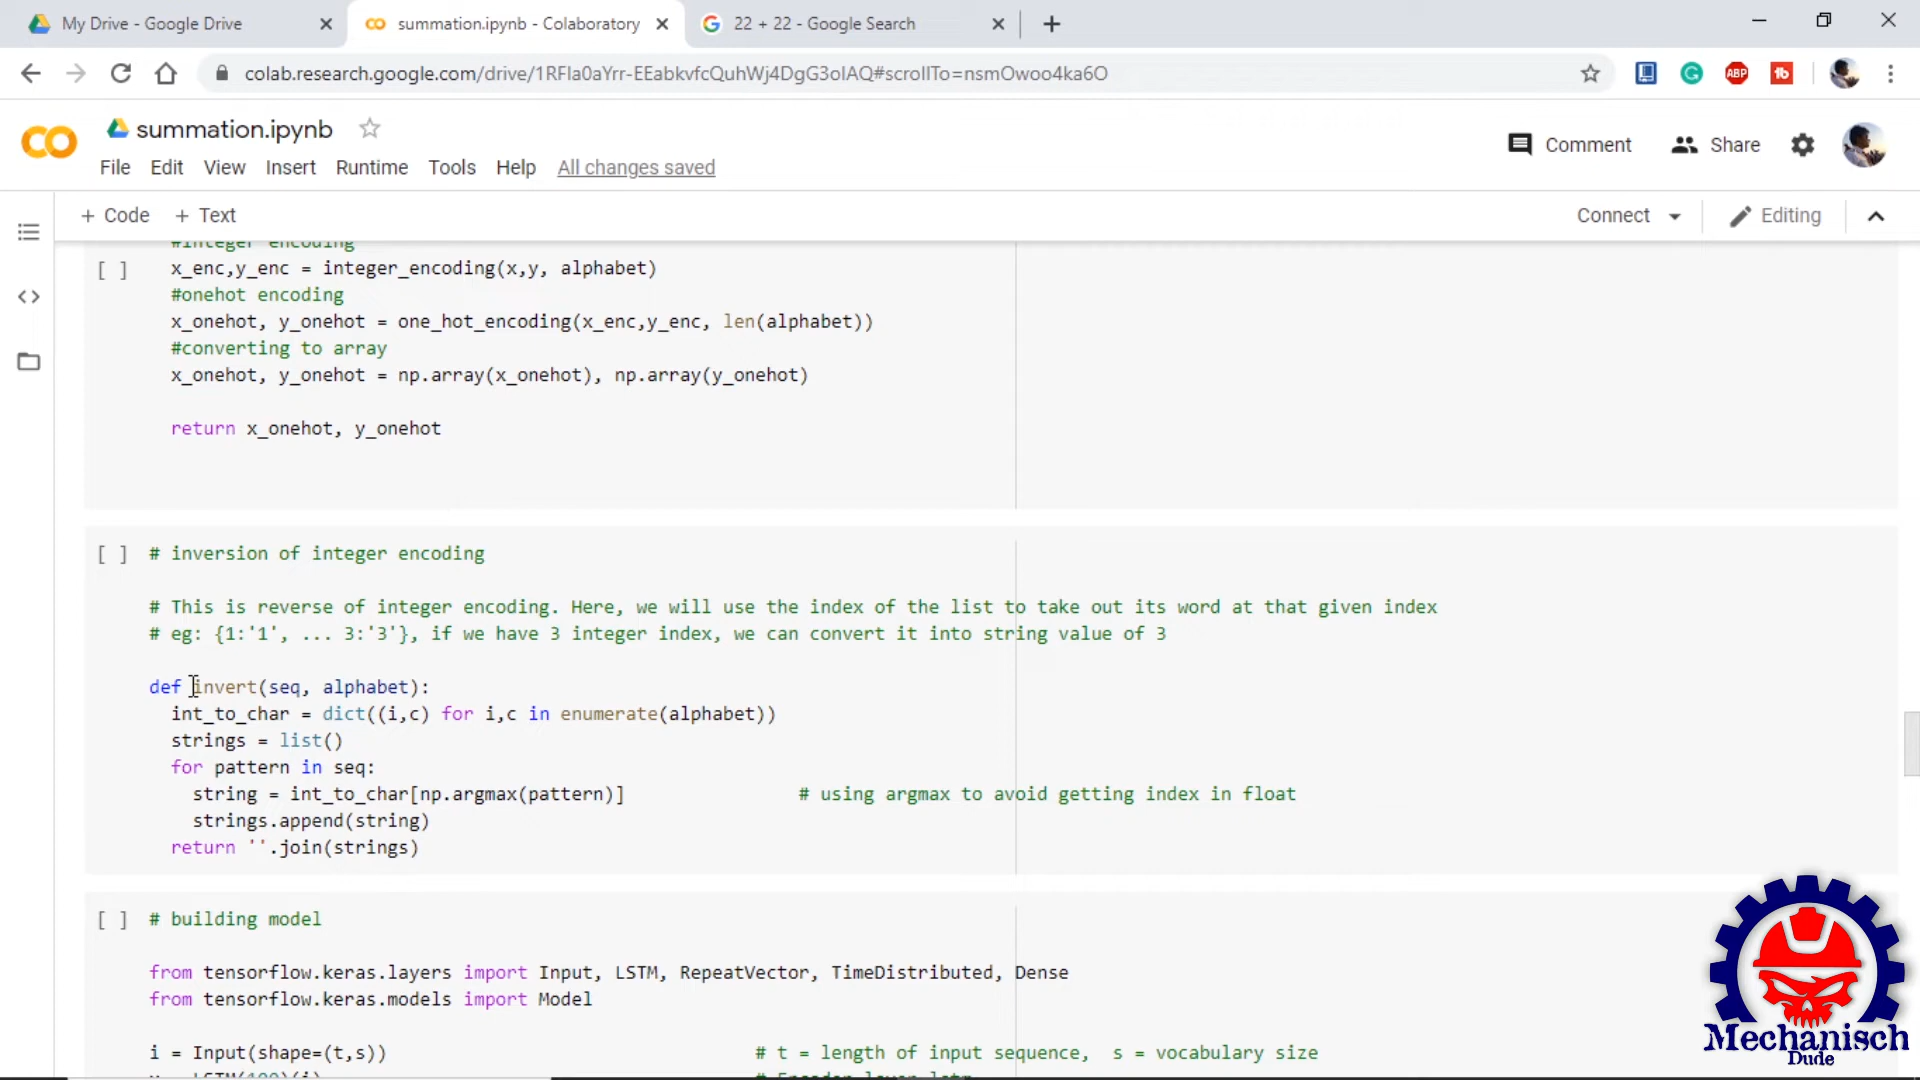 My Drive - Google Drive
summation.ipynb - Colaboratory
22 + 22 - Google Search
colab.research.google.com/drive/1RFIa0aYrr-EEabkvfcQuhWj4DgG3olAQ#scrollTo=nsmOwoo4ka6O
ABP
summation.ipynb
Comment
Share
File Edit View Insert Runtime Tools Help All changes saved
+ Code + Text
Connect
Editing
#integer encoding
[ ] x_enc,y_enc = integer_encoding(x,y, alphabet)
#onehot encoding
x_onehot, y_onehot = one_hot_encoding(x_enc,y_enc, len(alphabet))
#converting to array
x_onehot, y_onehot = np.array(x_onehot), np.array(y_onehot)
return x_onehot, y_onehot
[ ] # inversion of integer encoding
# This is reverse of integer encoding. Here, we will use the index of the list to take out its word at that given index
# eg: {1:'1', ... 3:'3'}, if we have 3 integer index, we can convert it into string value of 3
def invert(seq, alphabet):
int_to_char = dict((i,c) for i,c in enumerate(alphabet))
strings = list()
for pattern in seq:
string = int_to_char[np.argmax(pattern)] # using argmax to avoid getting index in float
strings.append(string)
return ''.join(strings)
[ ] # building model
from tensorflow.keras.layers import Input, LSTM, RepeatVector, TimeDistributed, Dense
from tensorflow.keras.models import Model
i = Input(shape=(t,s)) # t = length of input sequence, s = vocabulary size
Mechanisch
Dude